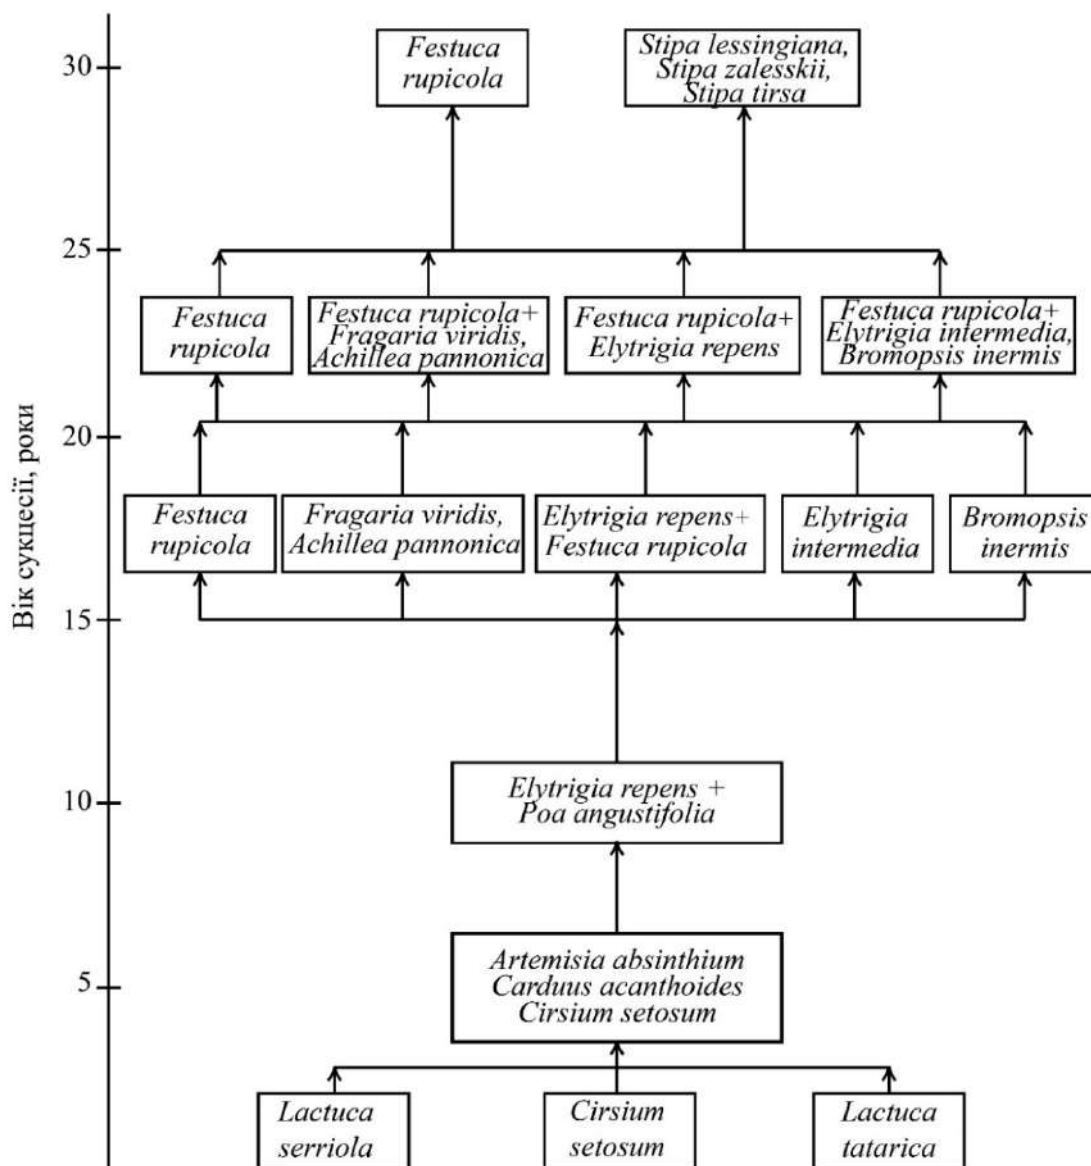 Вік сукцесії, роки
30
Festuca
rupicola
Stipa lessingiana,
Stipa zalesskii,
Stipa tirsa
25
Festuca
rupicola
Festuca rupicola+
Fragaria viridis,
Achillea pannonica
Festuca rupicola+
Elytrigia repens
Festuca rupicola+
Elytrigia intermedia,
Bromopsis inermis
20
Festuca
rupicola
Fragaria viridis,
Achillea pannonica
Elytrigia repens+
Festuca rupicola
Elytrigia
intermedia
Bromopsis
inermis
15
10
Elytrigia repens +
Poa angustifolia
5
Artemisia absinthium
Carduus acanthoides
Cirsium setosum
Lactuca
serriola
Cirsium
setosum
Lactuca
tatarica